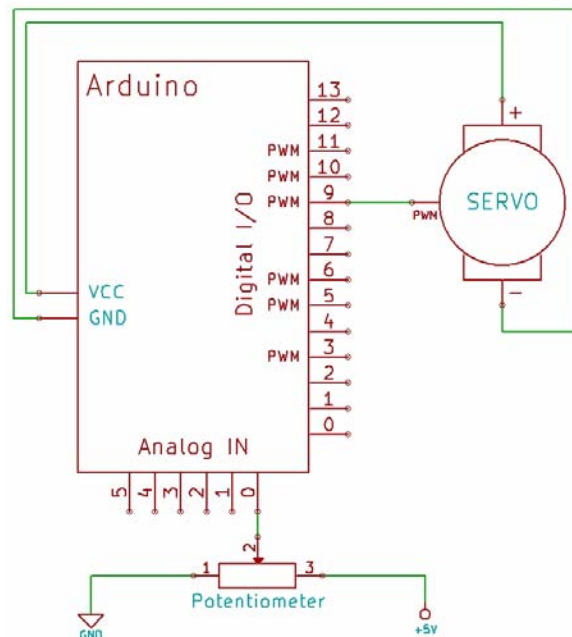 Arduino
13
12
PWM 11
PWM 10
PWM 9
8
7
PWM 6
PWM 5
4
PWM 3
2
1
0
Digital I/O
VCC
GND
Analog IN
5 4 3 2 1 0
+
PWM SERVO
-
2
1 3
Potentiometer
GND
+5V